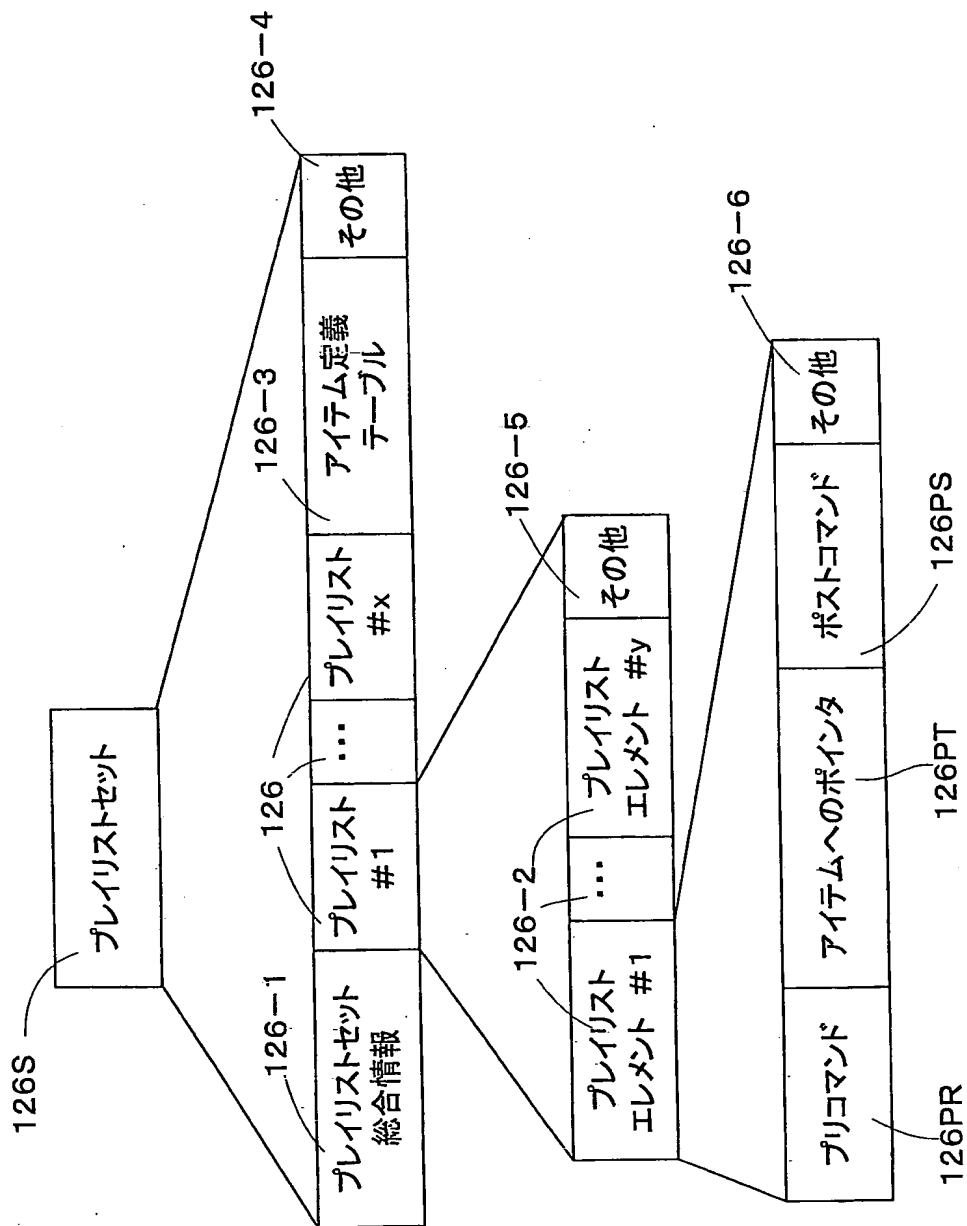 126S
プレイリストセット
126-4
126-1
126
126-3
プレイリストセット
総合情報
プレイリスト
#1
...
プレイリスト
#x
アイテム定義
テーブル
その他
126-2
126-5
プレイリスト
エレメント #1
...
プレイリスト
エレメント #y
その他
126-6
プリコマンド
アイテムへのポインタ
ポストコマンド
その他
126PR
126PT
126PS